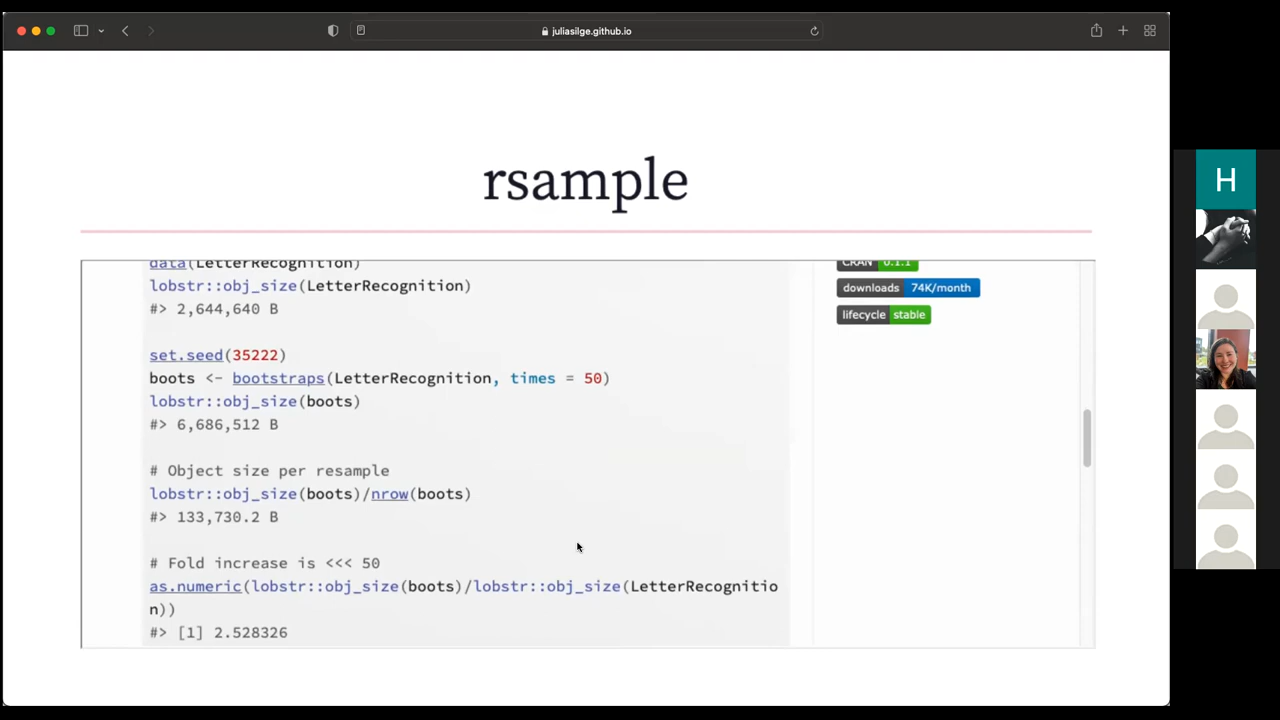 juliasilge.github.io
rsample
data(LetterRecognition)
lobstr::obj_size(LetterRecognition)
#> 2,644,640 B
set.seed(35222)
boots <- bootstraps(LetterRecognition, times = 50)
lobstr::obj_size(boots)
#> 6,686,512 B
# Object size per resample
lobstr::obj_size(boots)/nrow(boots)
#> 133,730.2 B
# Fold increase is <<< 50
as.numeric(lobstr::obj_size(boots)/lobstr::obj_size(LetterRecognitio
n))
#> [1] 2.528326
CRAN 0.1.1
downloads 74K/month
lifecycle stable
H